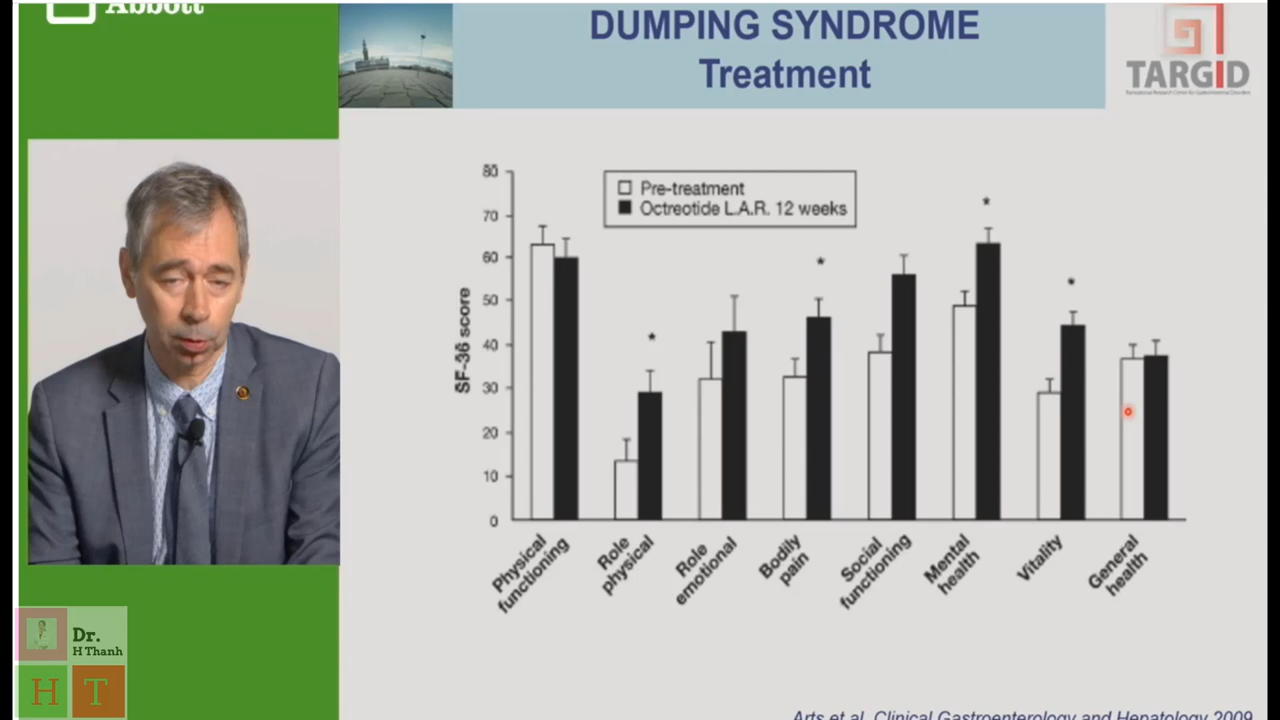 Abbott
DUMPING SYNDROME
Treatment
TARGID
80
70
60
50
40
30
20
10
0
SF-36 score
Pre-treatment
Octreotide L.A.R. 12 weeks
*
*
*
*
Physical
functioning
Role
physical
Role
emotional
Bodily
pain
Social
functioning
Mental
health
Vitality
General
health
Arts et al, Clinical Gastroenterology and Hepatology 2009
Dr.
H Thanh
H T